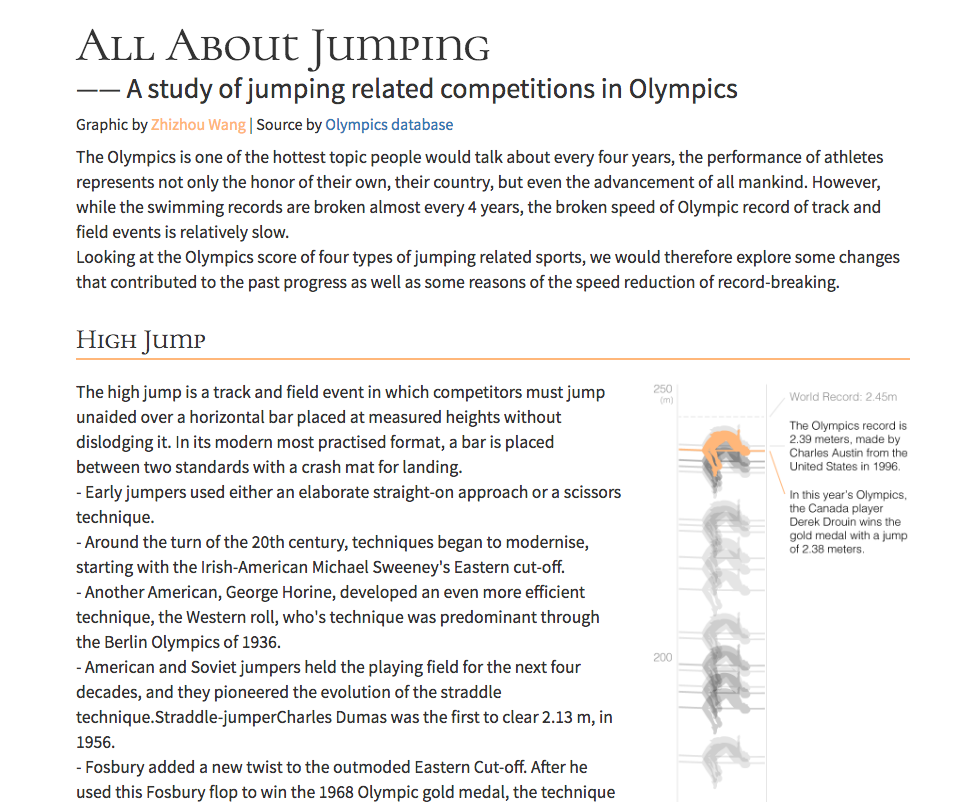 All About Jumping
—— A study of jumping related competitions in Olympics
Graphic by Zhizhou Wang | Source by Olympics database
The Olympics is one of the hottest topic people would talk about every four years, the performance of athletes
represents not only the honor of their own, their country, but even the advancement of all mankind. However,
while the swimming records are broken almost every 4 years, the broken speed of Olympic record of track and
field events is relatively slow.
Looking at the Olympics score of four types of jumping related sports, we would therefore explore some changes
that contributed to the past progress as well as some reasons of the speed reduction of record-breaking.
High Jump
The high jump is a track and field event in which competitors must jump
unaided over a horizontal bar placed at measured heights without
dislodging it. In its modern most practised format, a bar is placed
between two standards with a crash mat for landing.
- Early jumpers used either an elaborate straight-on approach or a scissors
technique.
- Around the turn of the 20th century, techniques began to modernise,
starting with the Irish-American Michael Sweeney's Eastern cut-off.
- Another American, George Horine, developed an even more efficient
technique, the Western roll, who's technique was predominant through
the Berlin Olympics of 1936.
- American and Soviet jumpers held the playing field for the next four
decades, and they pioneered the evolution of the straddle
technique.Straddle-jumperCharles Dumas was the first to clear 2.13 m, in
1956.
- Fosbury added a new twist to the outmoded Eastern Cut-off. After he
used this Fosbury flop to win the 1968 Olympic gold medal, the technique
250
(m)
World Record: 2.45m
The Olympics record is
2.39 meters, made by
Charles Austin from the
United States in 1996.
In this year's Olympics,
the Canada player
Derek Drouin wins the
gold medal with a jump
of 2.38 meters.
200